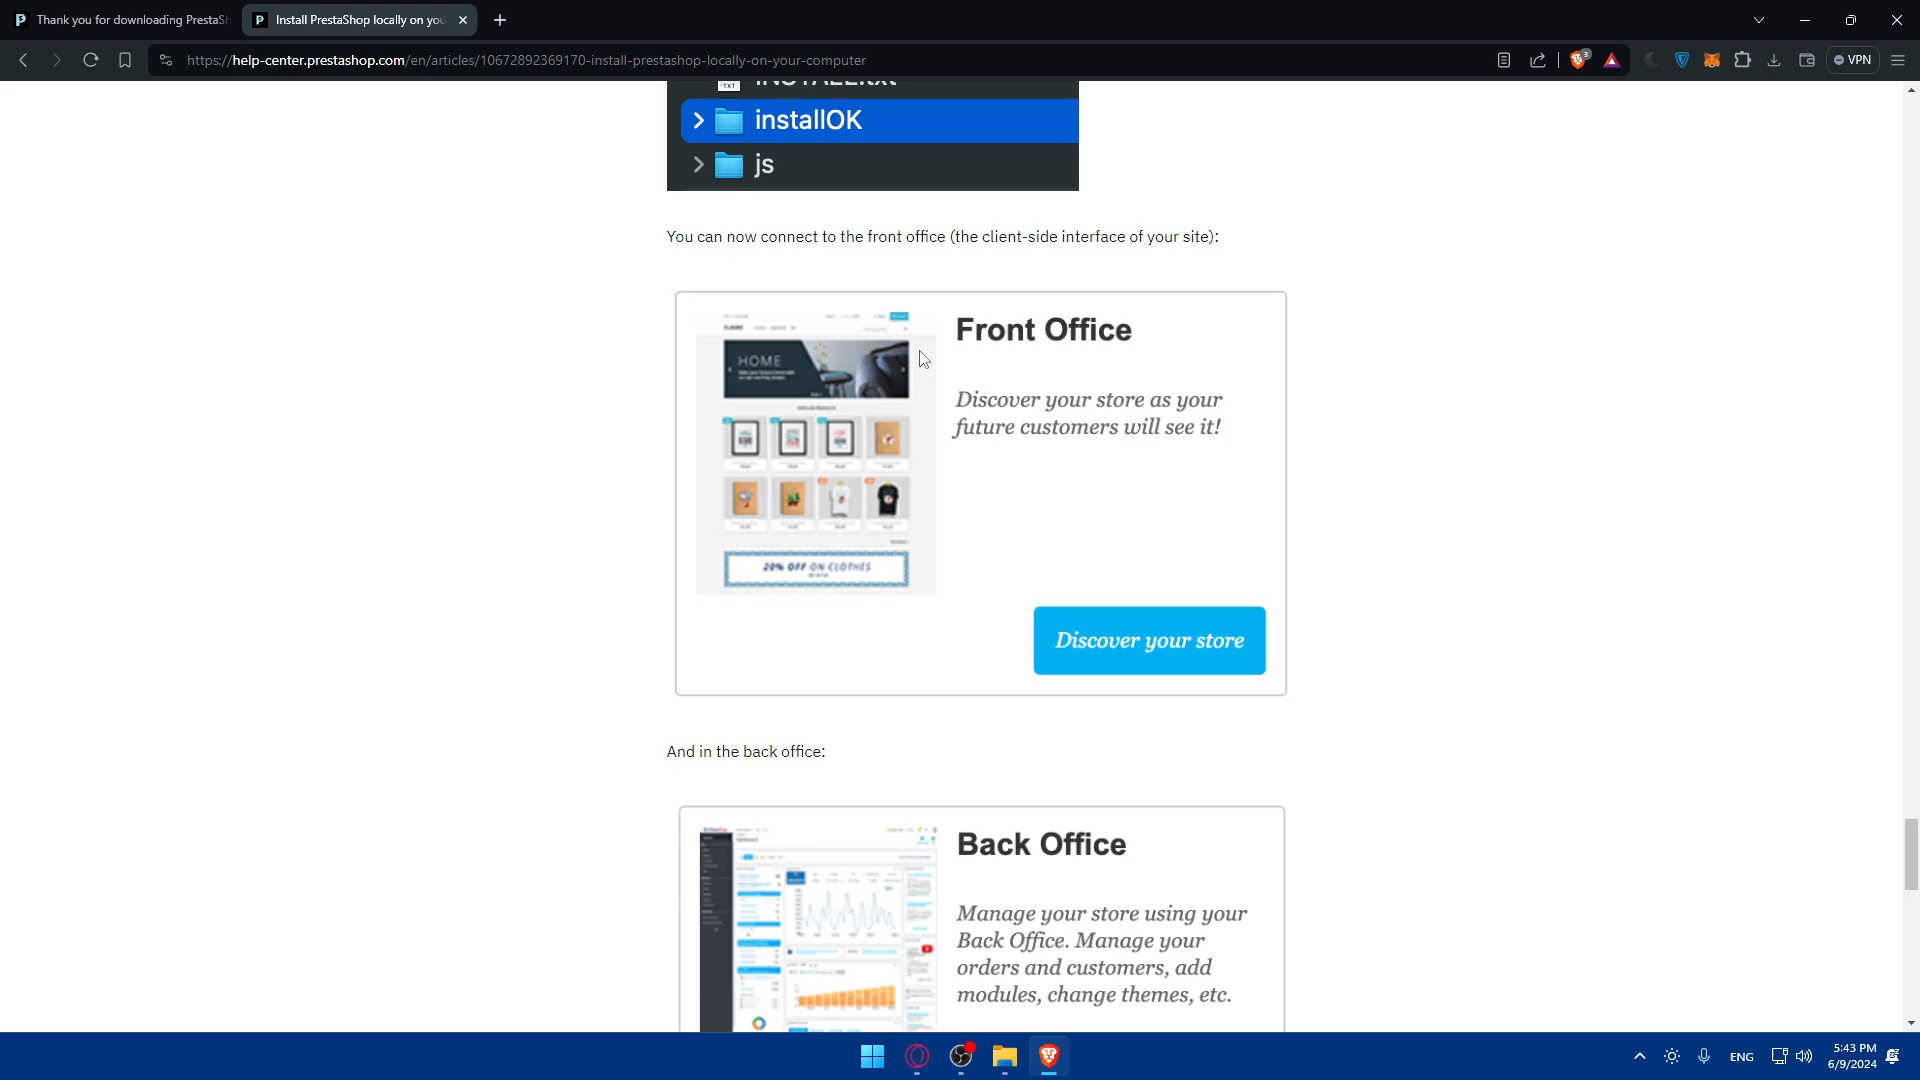 Thank you for downloading PrestaSh
Install PrestaShop locally on you
https://help-center.prestashop.com/en/articles/10672892369170-install-prestashop-locally-on-your-computer
3
VPN
TXT
INSTALL.txt
installOK
js
You can now connect to the front office (the client-side interface of your site):
HOME
20% OFF ON CLOTHES
Front Office
Discover your store as your
future customers will see it!
Discover your store
And in the back office:
Back Office
Manage your store using your
Back Office. Manage your
orders and customers, add
modules, change themes, etc.
ENG
5:43 PM
6/9/2024